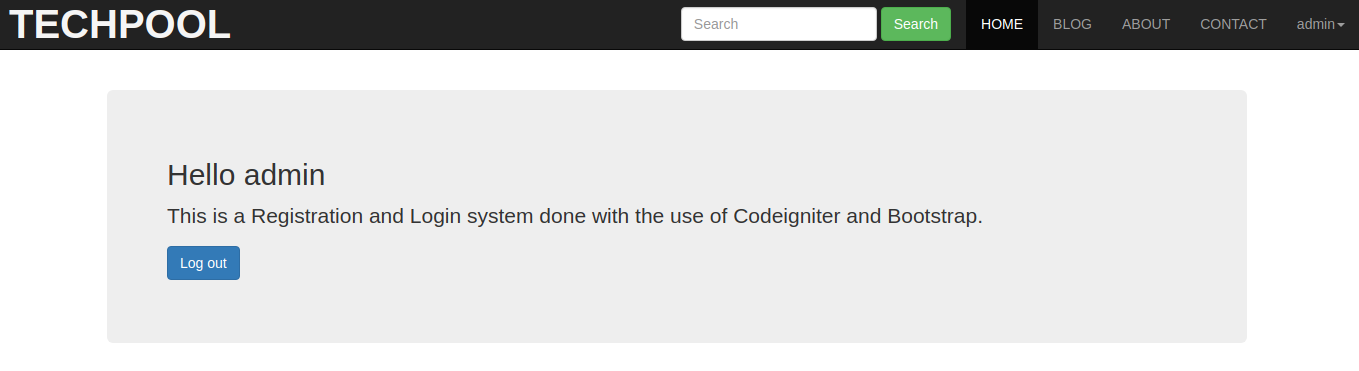 TECHPOOL Search Search HOME BLOG ABOUT CONTACT admin
Hello admin
This is a Registration and Login system done with the use of Codeigniter and Bootstrap.
Log out